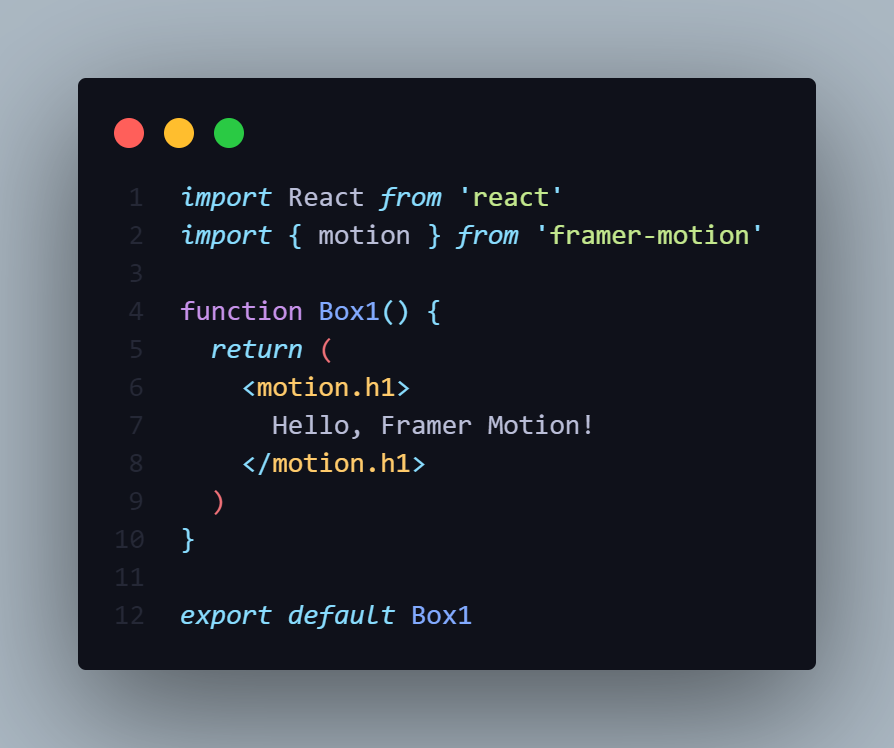 1 import React from 'react'
2 import { motion } from 'framer-motion'
3
4 function Box1() {
5   return (
6     <motion.h1>
7       Hello, Framer Motion!
8     </motion.h1>
9   )
10 }
11
12 export default Box1